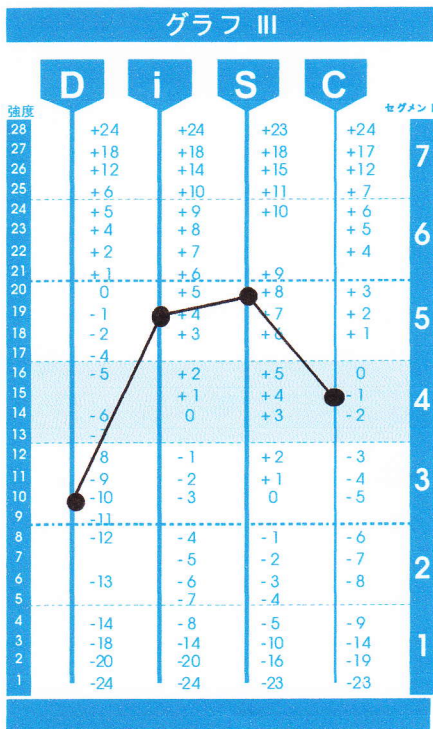 グラフ III
D i S C
強度 セグメント
28 +24 +24 +23 +24
27 +18 +18 +18 +17 7
26 +12 +14 +15 +12
25 + 6 +10 +11 + 7
24 + 5 + 9 +10 + 6
23 + 4 + 8 + 5 6
22 + 2 + 7 + 4
21 + 1 + 6 + 9
20 0 + 5 + 8 + 3
19 - 1 + 4 + 7 + 2 5
18 - 2 + 3 + 6 + 1
17 - 4
16 -5 + 2 + 5 0
15 + 1 + 4 - 1 4
14 - 6 0 + 3 - 2
13
12 8 - 1 + 2 - 3
11 -9 - 2 + 1 - 4 3
10 -10 - 3 0 - 5
9 -11
8 -12 - 4 - 1 - 6
7 - 5 - 2 - 7 2
6 -13 - 6 - 3 - 8
5 - 7 - 4
4 -14 - 8 - 5 - 9
3 -18 -14 -10 -14 1
2 -20 -20 -16 -19
1 -24 -24 -23 -23